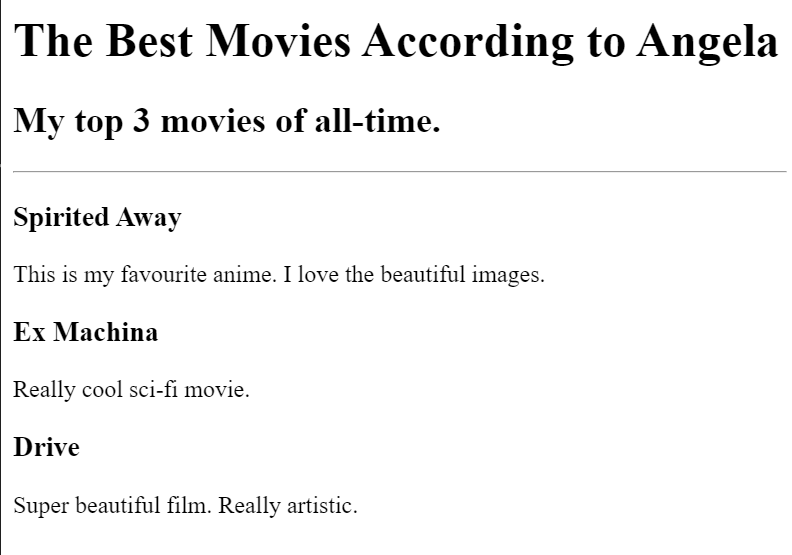 The Best Movies According to Angela
My top 3 movies of all-time.
Spirited Away
This is my favourite anime. I love the beautiful images.
Ex Machina
Really cool sci-fi movie.
Drive
Super beautiful film. Really artistic.